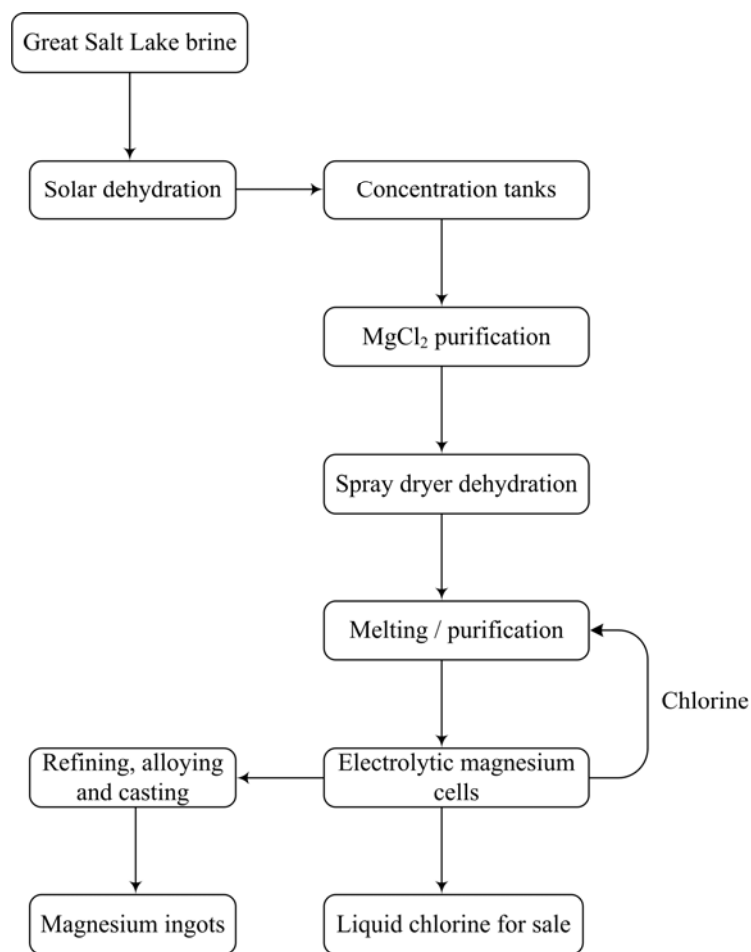 Great Salt Lake brine
Solar dehydration
Concentration tanks
MgCl₂ purification
Spray dryer dehydration
Melting / purification
Chlorine
Refining, alloying
and casting
Electrolytic magnesium
cells
Magnesium ingots
Liquid chlorine for sale